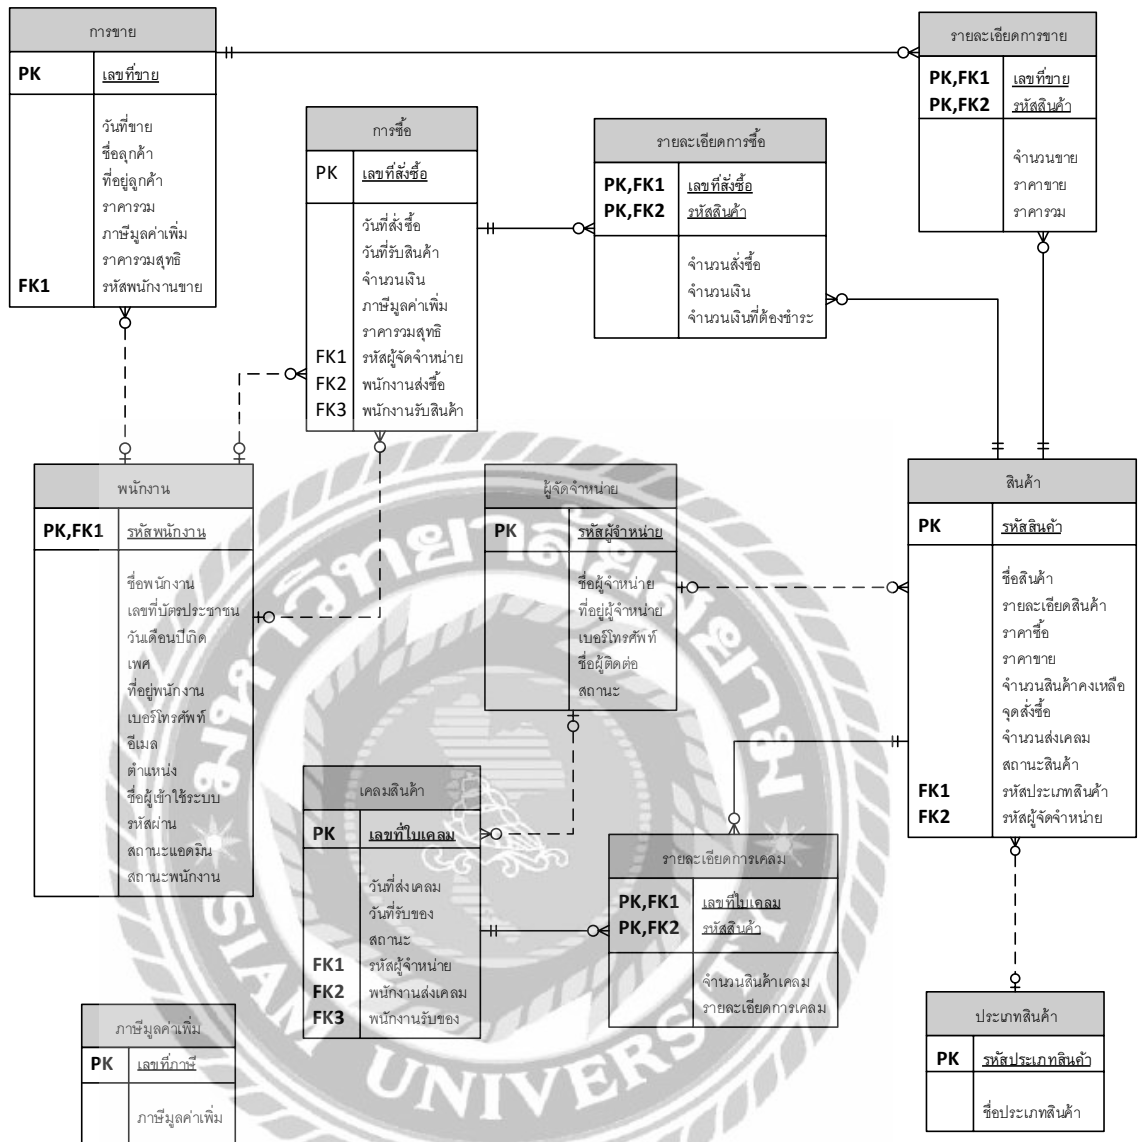 การขาย
PK เลขที่ขาย
วันที่ขาย
ชื่อลูกค้า
ที่อยู่ลูกค้า
ราคารวม
ภาษีมูลค่าเพิ่ม
ราคารวมสุทธิ
FK1 รหัสพนักงานขาย
รายละเอียดการขาย
PK,FK1 เลขที่ขาย
PK,FK2 รหัสสินค้า
จำนวนขาย
ราคาขาย
ราคารวม
การซื้อ
PK เลขที่สั่งซื้อ
วันที่สั่งซื้อ
วันที่รับสินค้า
จำนวนเงิน
ภาษีมูลค่าเพิ่ม
ราคารวมสุทธิ
FK1 รหัสผู้จัดจำหน่าย
FK2 พนักงานส่งซื้อ
FK3 พนักงานรับสินค้า
รายละเอียดการซื้อ
PK,FK1 เลขที่สั่งซื้อ
PK,FK2 รหัสสินค้า
จำนวนสั่งซื้อ
จำนวนเงิน
จำนวนเงินที่ต้องชำระ
พนักงาน
PK,FK1 รหัสพนักงาน
ชื่อพนักงาน
เลขที่บัตรประชาชน
วันเดือนปีเกิด
เพศ
ที่อยู่พนักงาน
เบอร์โทรศัพท์
อีเมล
ตำแหน่ง
ชื่อผู้เข้าใช้ระบบ
รหัสผ่าน
สถานะแอดมิน
สถานะพนักงาน
ผู้จัดจำหน่าย
PK รหัสผู้จำหน่าย
ชื่อผู้จำหน่าย
ที่อยู่ผู้จำหน่าย
เบอร์โทรศัพท์
ชื่อผู้ติดต่อ
สถานะ
สินค้า
PK รหัสสินค้า
ชื่อสินค้า
รายละเอียดสินค้า
ราคาซื้อ
ราคาขาย
จำนวนสินค้าคงเหลือ
จุดสั่งซื้อ
จำนวนส่งเคลม
สถานะสินค้า
FK1 รหัสประเภทสินค้า
FK2 รหัสผู้จัดจำหน่าย
เคลมสินค้า
PK เลขที่ใบเคลม
วันที่ส่งเคลม
วันที่รับของ
สถานะ
FK1 รหัสผู้จำหน่าย
FK2 พนักงานส่งเคลม
FK3 พนักงานรับของ
รายละเอียดการเคลม
PK,FK1 เลขที่ใบเคลม
PK,FK2 รหัสสินค้า
จำนวนสินค้าเคลม
รายละเอียดการเคลม
ภาษีมูลค่าเพิ่ม
PK เลขที่ภาษี
ภาษีมูลค่าเพิ่ม
ประเภทสินค้า
PK รหัสประเภทสินค้า
ชื่อประเภทสินค้า
มหาวิทยาลัยสยาม
SIAM UNIVERSITY